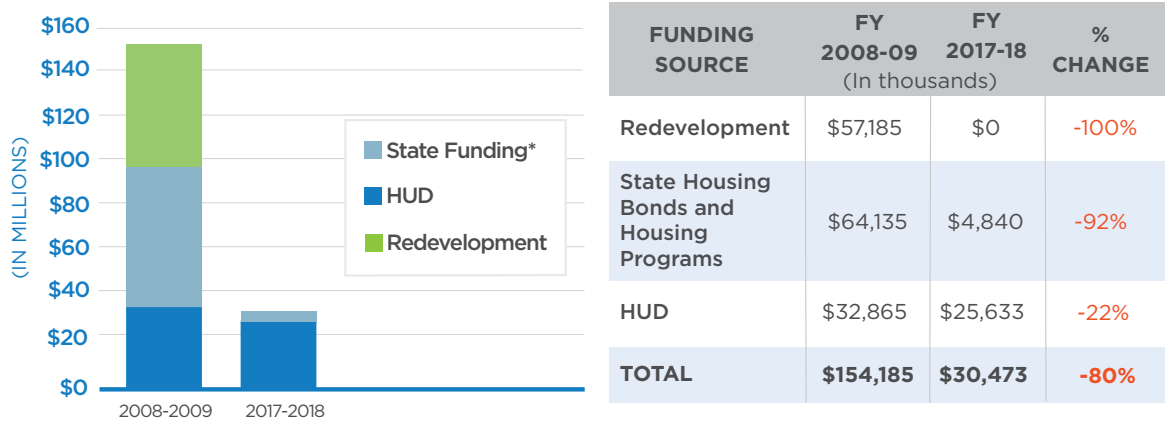 $160
$140
$120
$100
$80
$60
$40
$20
$0
(IN MILLIONS)
2008-2009 2017-2018
State Funding*
HUD
Redevelopment
FUNDING SOURCE FY 2008-09 FY 2017-18 % CHANGE
(In thousands)
Redevelopment $57,185 $0 -100%
State Housing
Bonds and
Housing
Programs
$64,135 $4,840 -92%
HUD $32,865 $25,633 -22%
TOTAL $154,185 $30,473 -80%